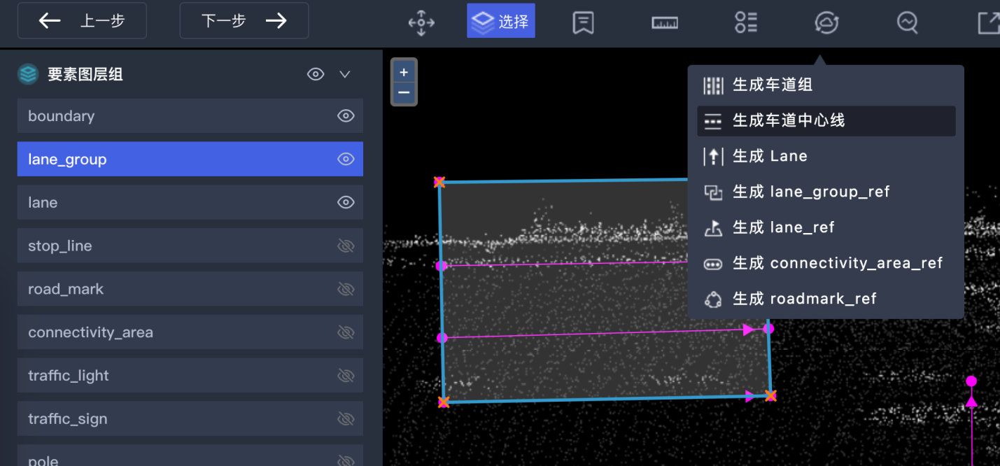 上一步
下一步
选择
要素图层组
boundary
lane_group
lane
stop_line
road_mark
connectivity_area
traffic_light
traffic_sign
pole
+
−
生成车道组
生成车道中心线
生成 Lane
生成 lane_group_ref
生成 lane_ref
生成 connectivity_area_ref
生成 roadmark_ref